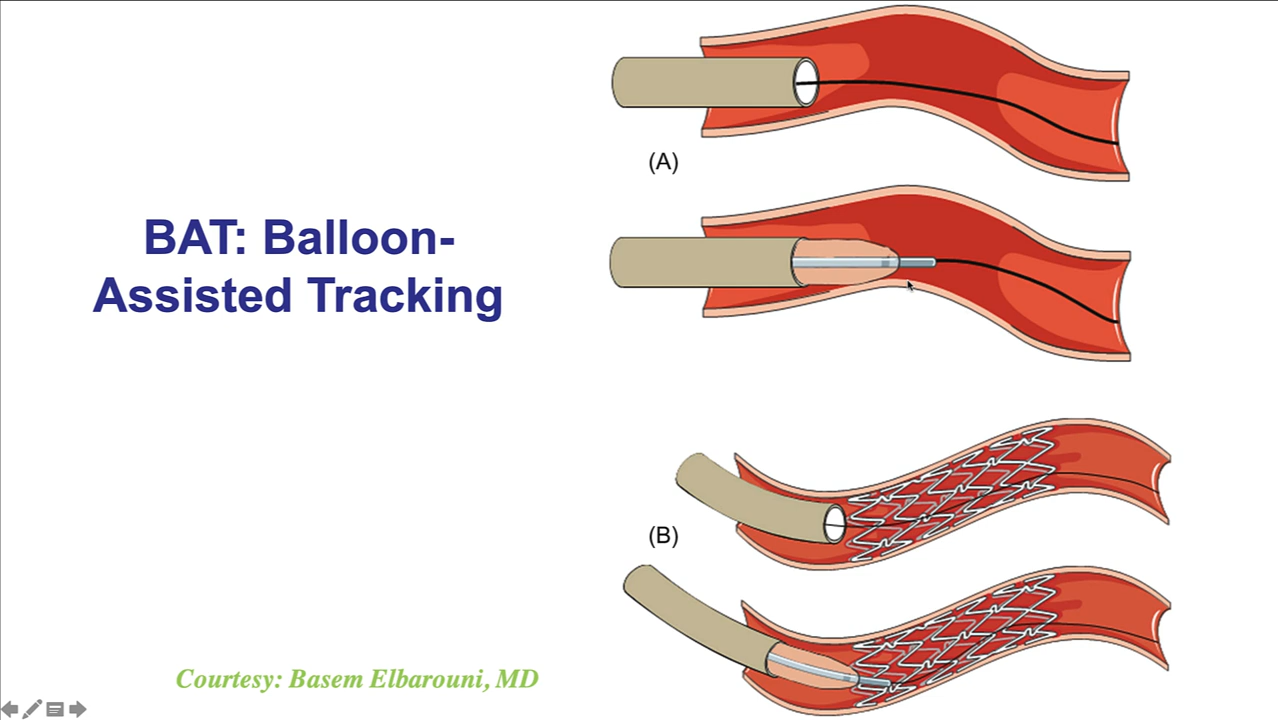 BAT: Balloon-
Assisted Tracking
(A)
(B)
Courtesy: Basem Elbarouni, MD